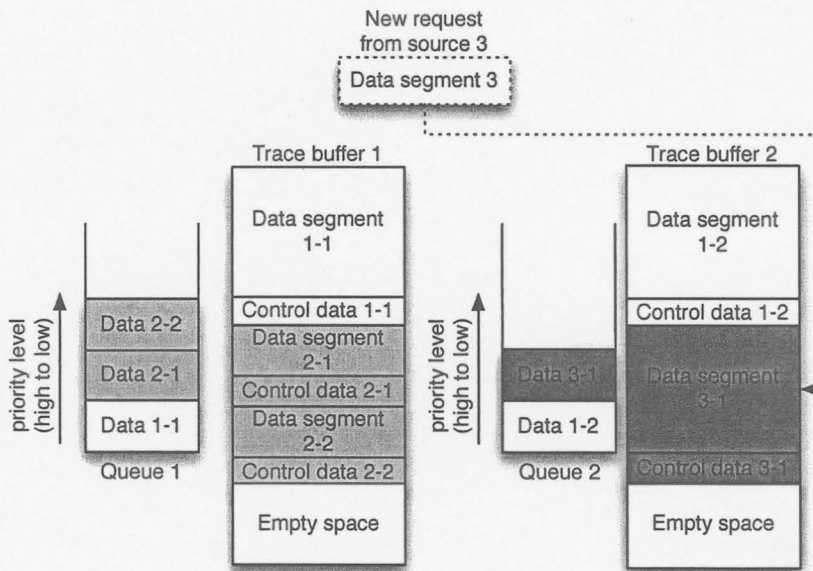 New request
from source 3
Data segment 3
Trace buffer 1
Data segment
1-1
Control data 1-1
Data segment
2-1
Control data 2-1
Data segment
2-2
Control data 2-2
Empty space
priority level
(high to low)
Data 2-2
Data 2-1
Data 1-1
Queue 1
Trace buffer 2
Data segment
1-2
Control data 1-2
Data segment
3-1
Control data 3-1
Empty space
priority level
(high to low)
Data 3-1
Data 1-2
Queue 2